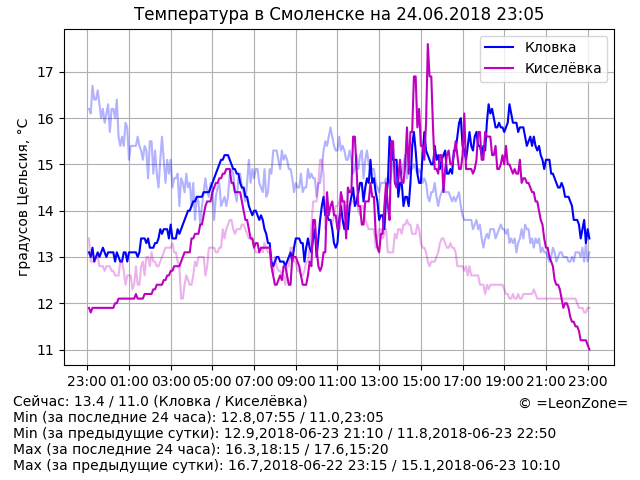 Температура в Смоленске на 24.06.2018 23:05
Кловка
Киселёвка
градусов Цельсия, °C
17
16
15
14
13
12
11
23:00 01:00 03:00 05:00 07:00 09:00 11:00 13:00 15:00 17:00 19:00 21:00 23:00
Сейчас: 13.4 / 11.0 (Кловка / Киселёвка)
© =LeonZone=
Min (за последние 24 часа): 12.8,07:55 / 11.0,23:05
Min (за предыдущие сутки): 12.9,2018-06-23 21:10 / 11.8,2018-06-23 22:50
Max (за последние 24 часа): 16.3,18:15 / 17.6,15:20
Max (за предыдущие сутки): 16.7,2018-06-22 23:15 / 15.1,2018-06-23 10:10